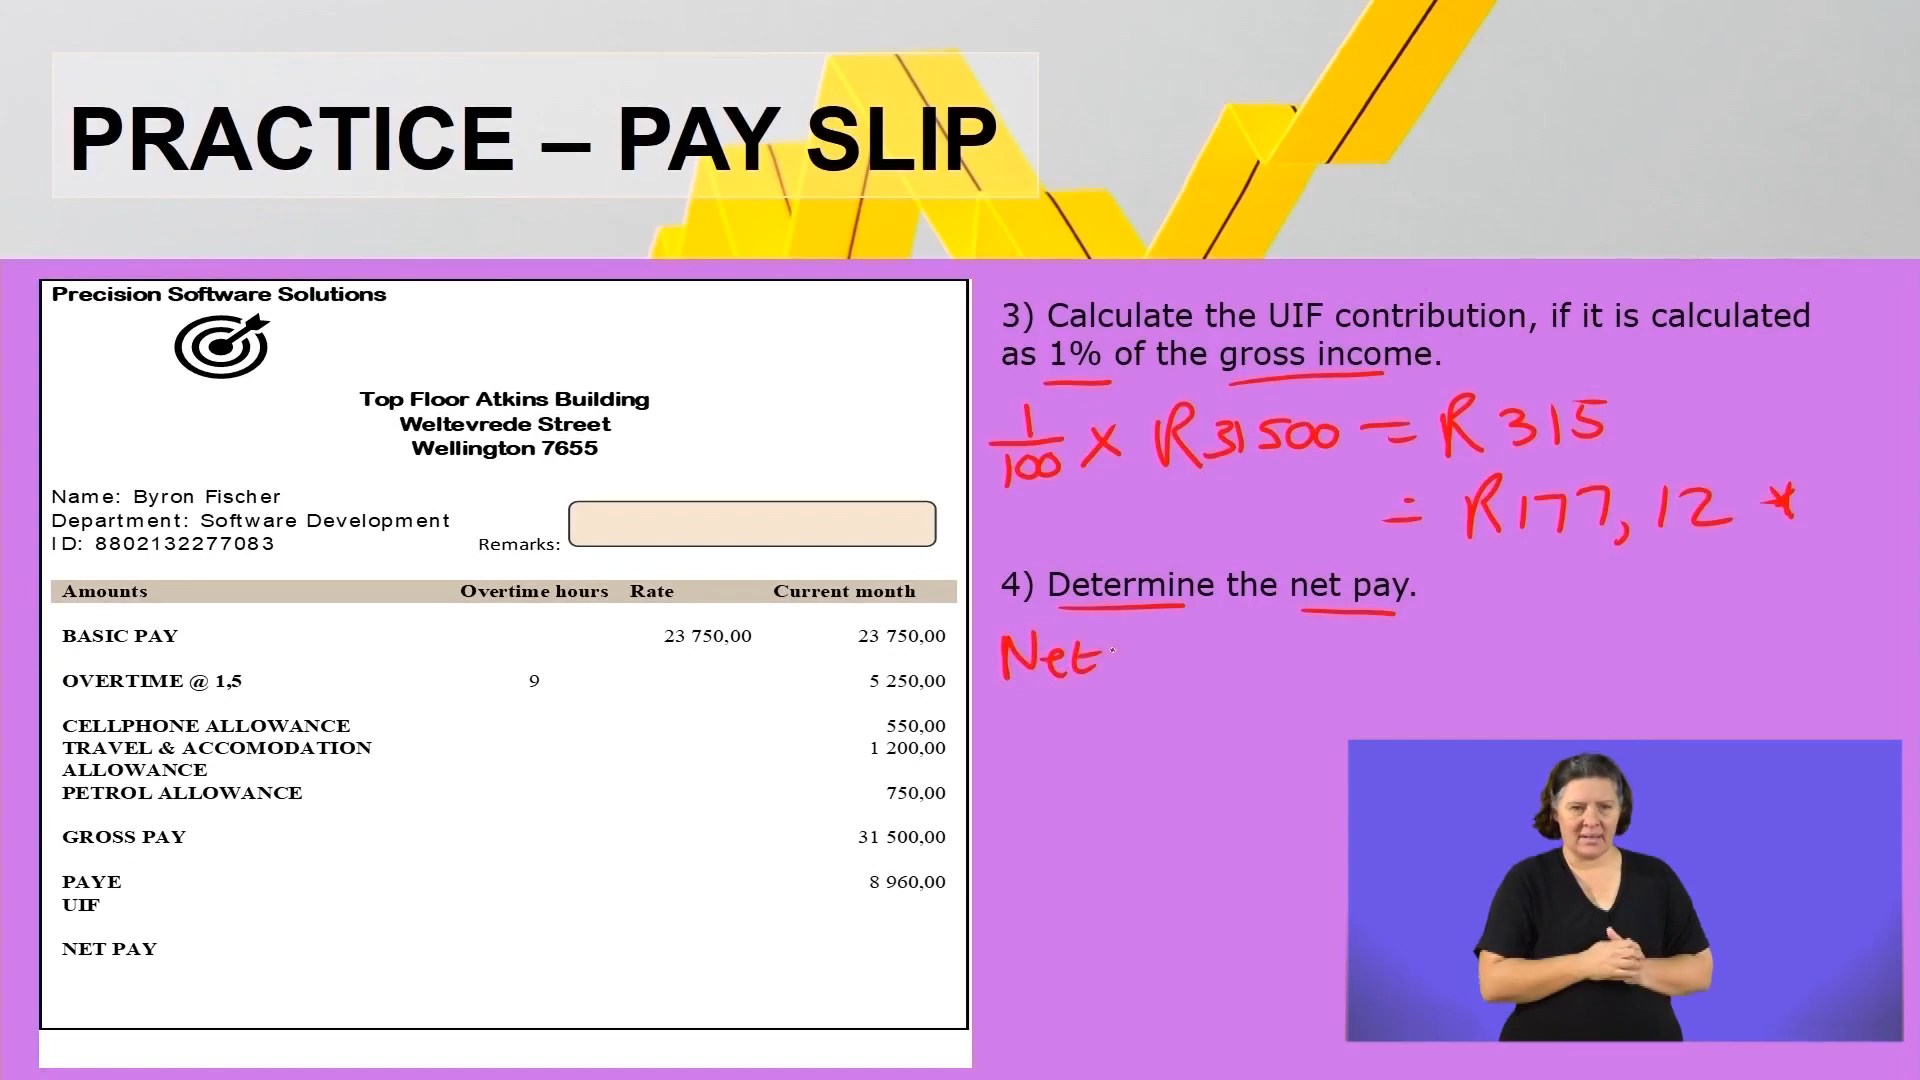 PRACTICE – PAY SLIP
Precision Software Solutions
Top Floor Atkins Building
Weltevrede Street
Wellington 7655
Name: Byron Fischer
Department: Software Development
ID: 8802132277083
Remarks:
Amounts Overtime hours Rate Current month
BASIC PAY 23 750,00 23 750,00
OVERTIME @ 1,5 9 5 250,00
CELLPHONE ALLOWANCE 550,00
TRAVEL & ACCOMODATION 1 200,00
ALLOWANCE
PETROL ALLOWANCE 750,00
GROSS PAY 31 500,00
PAYE 8 960,00
UIF
NET PAY
3) Calculate the UIF contribution, if it is calculated
as 1% of the gross income.
1/100 × R31500 = R315
= R177,12 *
4) Determine the net pay.
Net